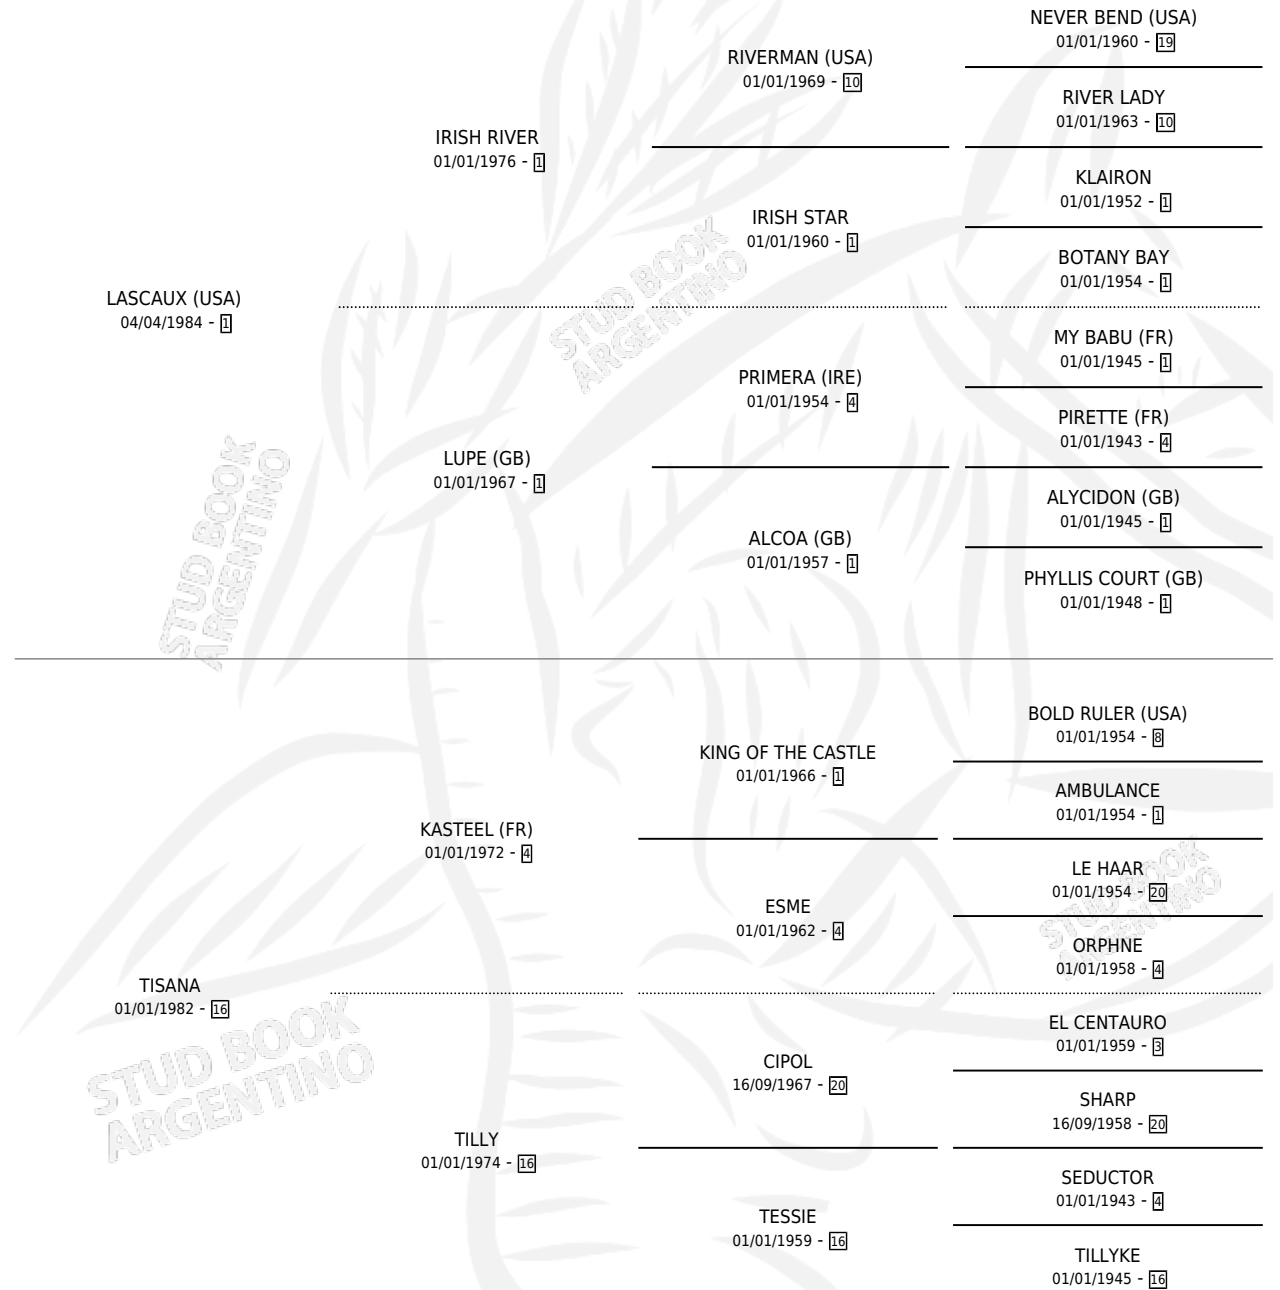 NEVER BEND (USA)
01/01/1960 - 19
RIVERMAN (USA)
01/01/1969 - 10
RIVER LADY
01/01/1963 - 10
IRISH RIVER
01/01/1976 - 1
KLAIRON
01/01/1952 - 1
IRISH STAR
01/01/1960 - 1
BOTANY BAY
01/01/1954 - 1
LASCAUX (USA)
04/04/1984 - 1
MY BABU (FR)
01/01/1945 - 1
PRIMERA (IRE)
01/01/1954 - 4
PIRETTE (FR)
01/01/1943 - 4
LUPE (GB)
01/01/1967 - 1
ALYCIDON (GB)
01/01/1945 - 1
ALCOA (GB)
01/01/1957 - 1
PHYLLIS COURT (GB)
01/01/1948 - 1
STUD BOOK
ARGENTINO
STUD BOOK
ARGENTINO
BOLD RULER (USA)
01/01/1954 - 8
KING OF THE CASTLE
01/01/1966 - 1
AMBULANCE
01/01/1954 - 1
KASTEEL (FR)
01/01/1972 - 4
LE HAAR
01/01/1954 - 20
ESME
01/01/1962 - 4
ORPHNE
01/01/1958 - 4
STUD BOOK
ARGENTINO
TISANA
01/01/1982 - 16
EL CENTAURO
01/01/1959 - 3
CIPOL
16/09/1967 - 20
SHARP
16/09/1958 - 20
STUD BOOK
ARGENTINO
TILLY
01/01/1974 - 16
SEDUCTOR
01/01/1943 - 4
TESSIE
01/01/1959 - 16
TILLYKE
01/01/1945 - 16